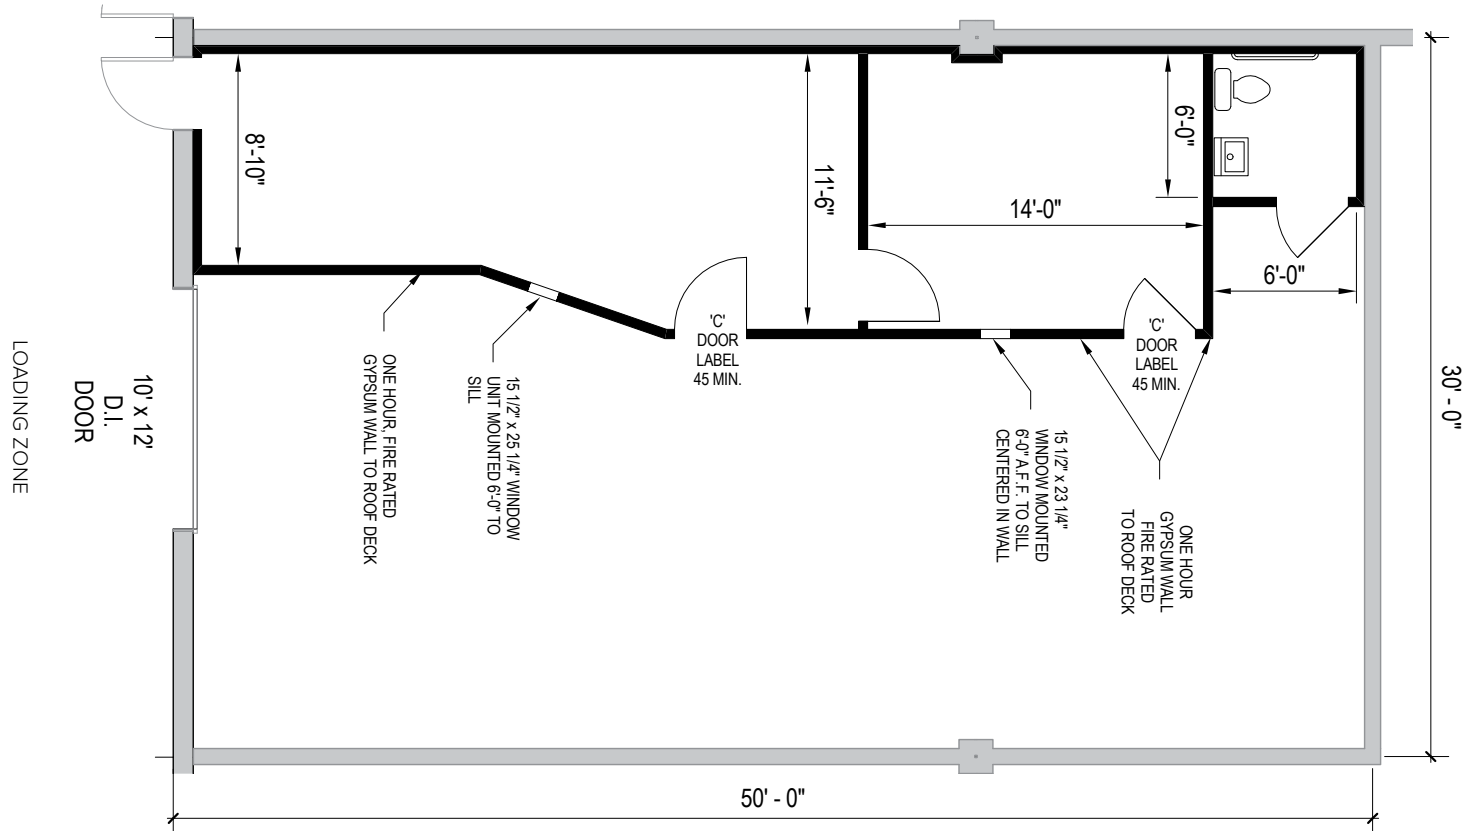 8'-10"
11'-6"
6'-0"
14'-0"
6'-0"
30' - 0"
'C'
DOOR
LABEL
45 MIN.
'C'
DOOR
LABEL
45 MIN.
LOADING ZONE
10' x 12'
D.I.
DOOR
ONE HOUR, FIRE RATED
GYPSUM WALL TO ROOF DECK
15 1/2" x 25 1/4" WINDOW
UNIT MOUNTED 6'-0" TO
SILL
15 1/2" x 23 1/4"
WINDOW MOUNTED
6'-0" A.F.F. TO SILL
CENTERED IN WALL
ONE HOUR
GYPSUM WALL
FIRE RATED
TO ROOF DECK
50' - 0"